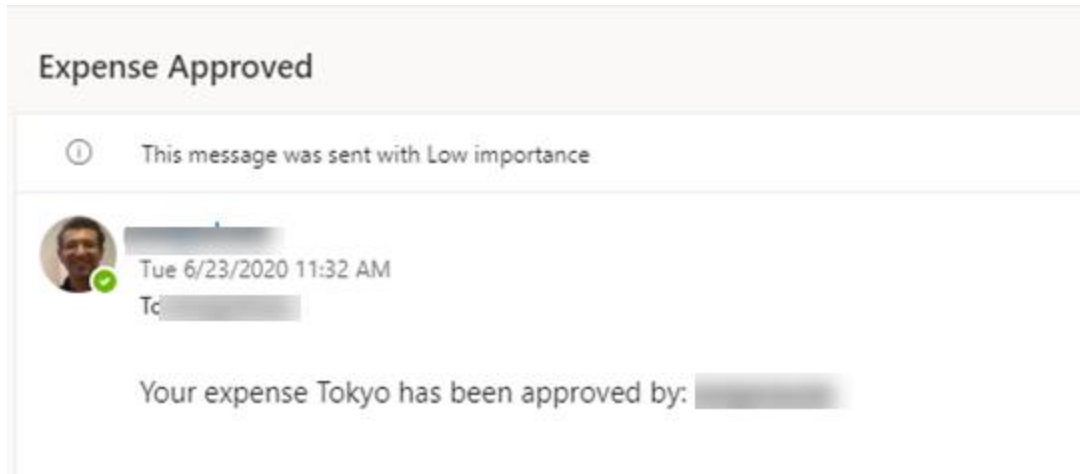 Expense Approved
This message was sent with Low importance
Tue 6/23/2020 11:32 AM
To
Your expense Tokyo has been approved by: